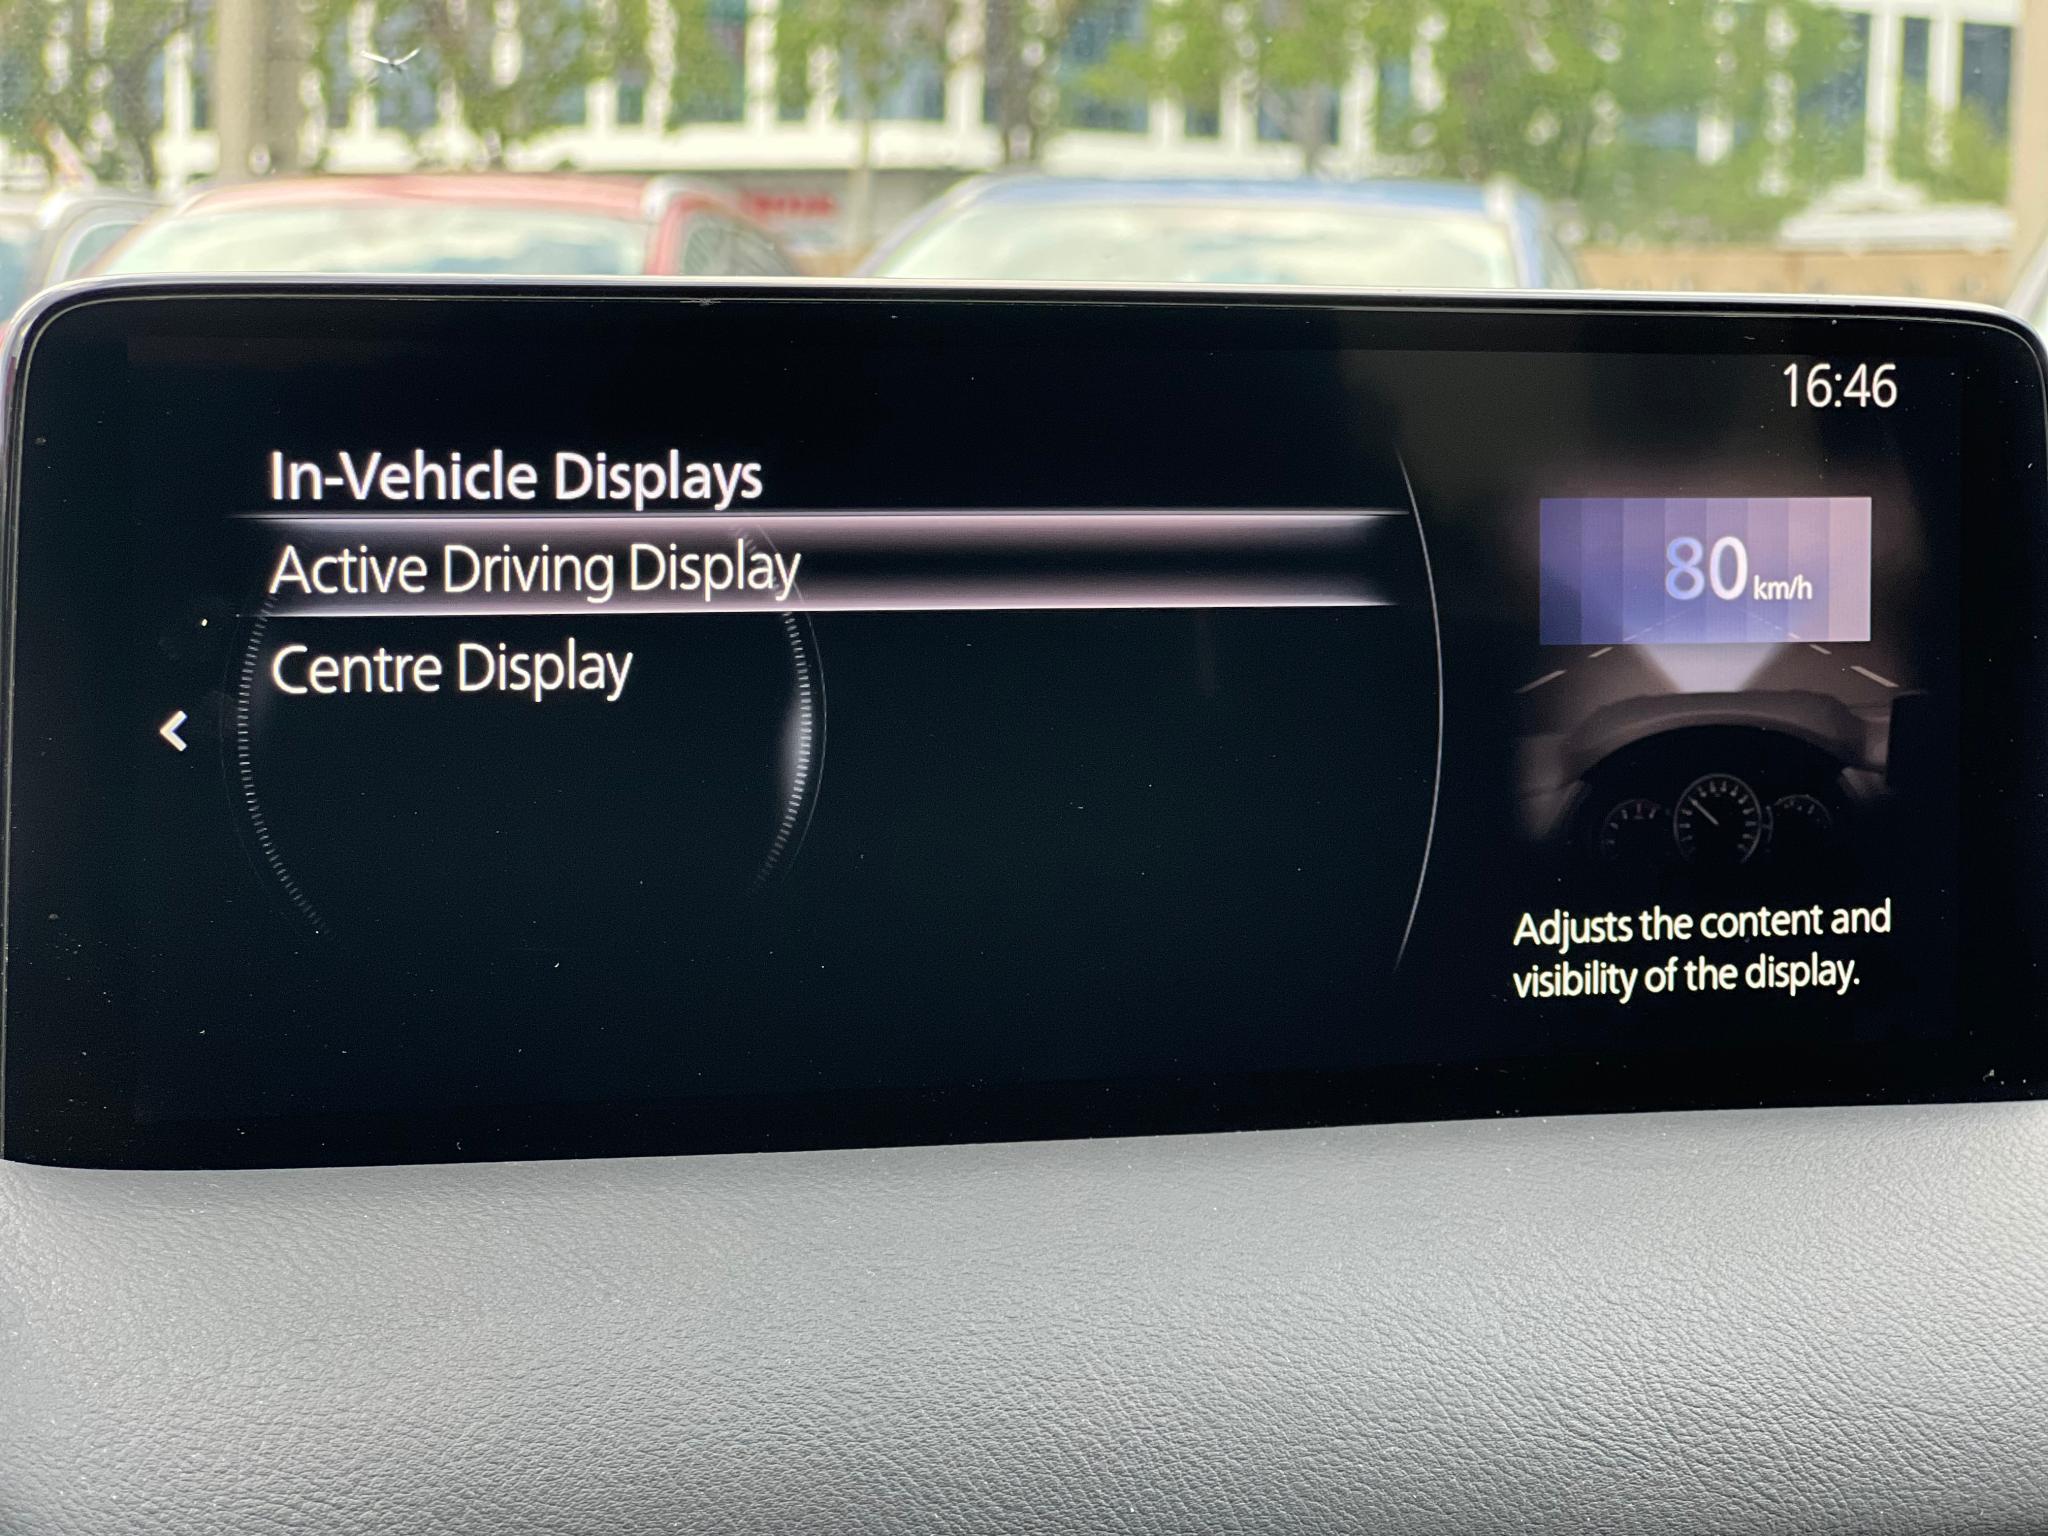 16:46
In-Vehicle Displays
Active Driving Display
Centre Display
80 km/h
Adjusts the content and
visibility of the display.